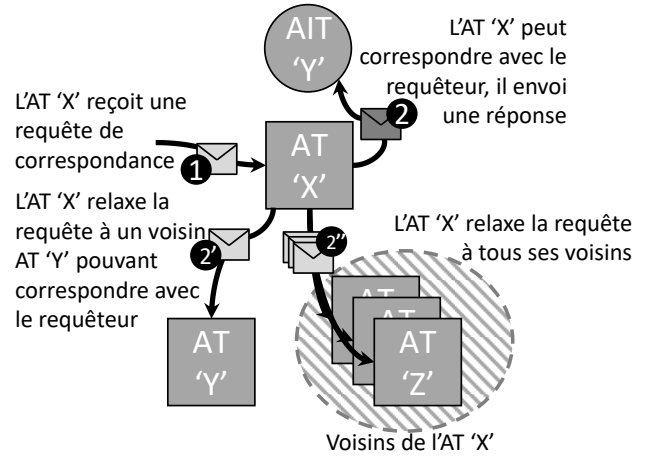 AIT
‘Y’
L’AT ‘X’ peut
correspondre avec le
requêteur, il envoi
une réponse
2
L’AT ‘X’ reçoit une
requête de
correspondance
1
AT
‘X’
L’AT ‘X’ relaxe la
requête à un voisin
AT ‘Y’ pouvant
correspondre avec
le requêteur
2'
2"
L’AT ‘X’ relaxe la requête
à tous ses voisins
AT
‘Y’
AT
AT
AT
‘Z’
Voisins de l’AT ‘X’